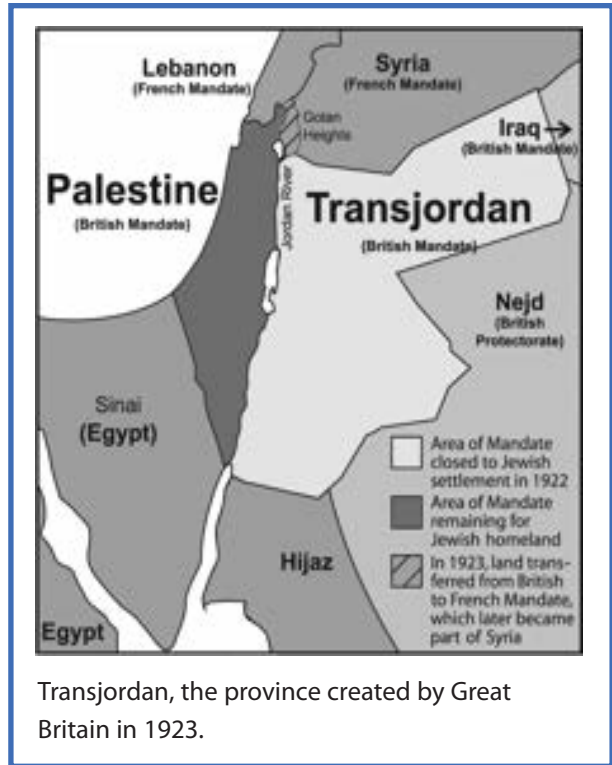 Lebanon
(French Mandate)
Syria
(French Mandate)
Golan
Heights
Iraq→
(British Mandate)
Palestine
(British Mandate)
Jordan River
Transjordan
(British Mandate)
Nejd
(British
Protectorate)
Sinai
(Egypt)
Area of Mandate
closed to Jewish
settlement in 1922
Area of Mandate
remaining for
Jewish homeland
In 1923, land trans-
ferred from British
to French Mandate,
which later became
part of Syria
Hijaz
Egypt
Transjordan, the province created by Great
Britain in 1923.